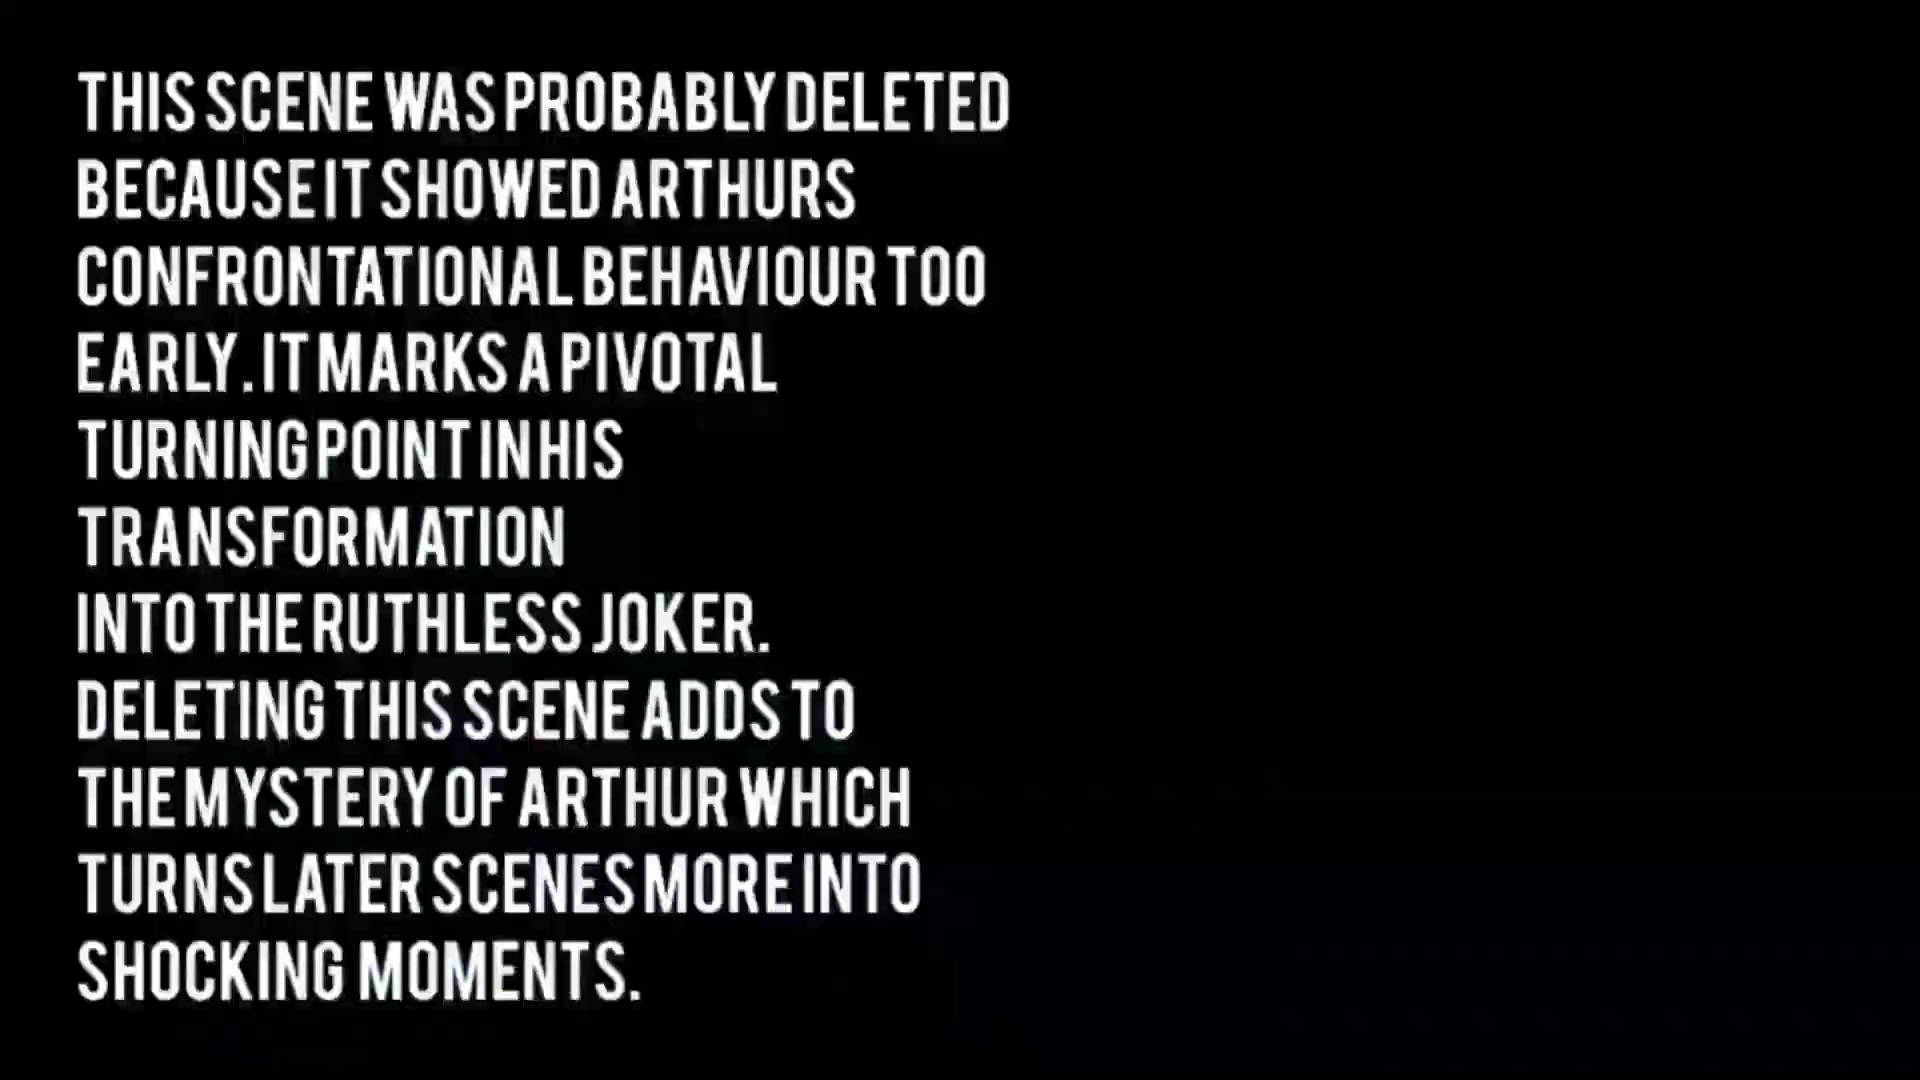 THIS SCENE WAS PROBABLY DELETED
BECAUSE IT SHOWED ARTHURS
CONFRONTATIONAL BEHAVIOUR TOO
EARLY. IT MARKS A PIVOTAL
TURNING POINT IN HIS
TRANSFORMATION
INTO THE RUTHLESS JOKER.
DELETING THIS SCENE ADDS TO
THE MYSTERY OF ARTHUR WHICH
TURNS LATER SCENES MORE INTO
SHOCKING MOMENTS.